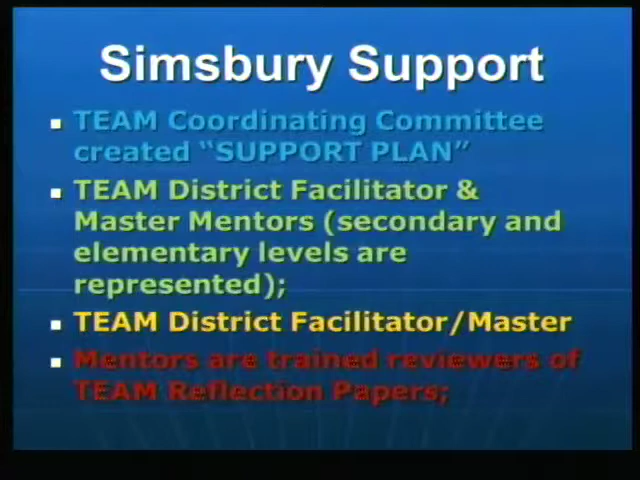 Simsbury Support
TEAM Coordinating Committee
created “SUPPORT PLAN”
TEAM District Facilitator &
Master Mentors (secondary and
elementary levels are
represented);
TEAM District Facilitator/Master
Mentors are trained reviewers of
TEAM Reflection Papers;